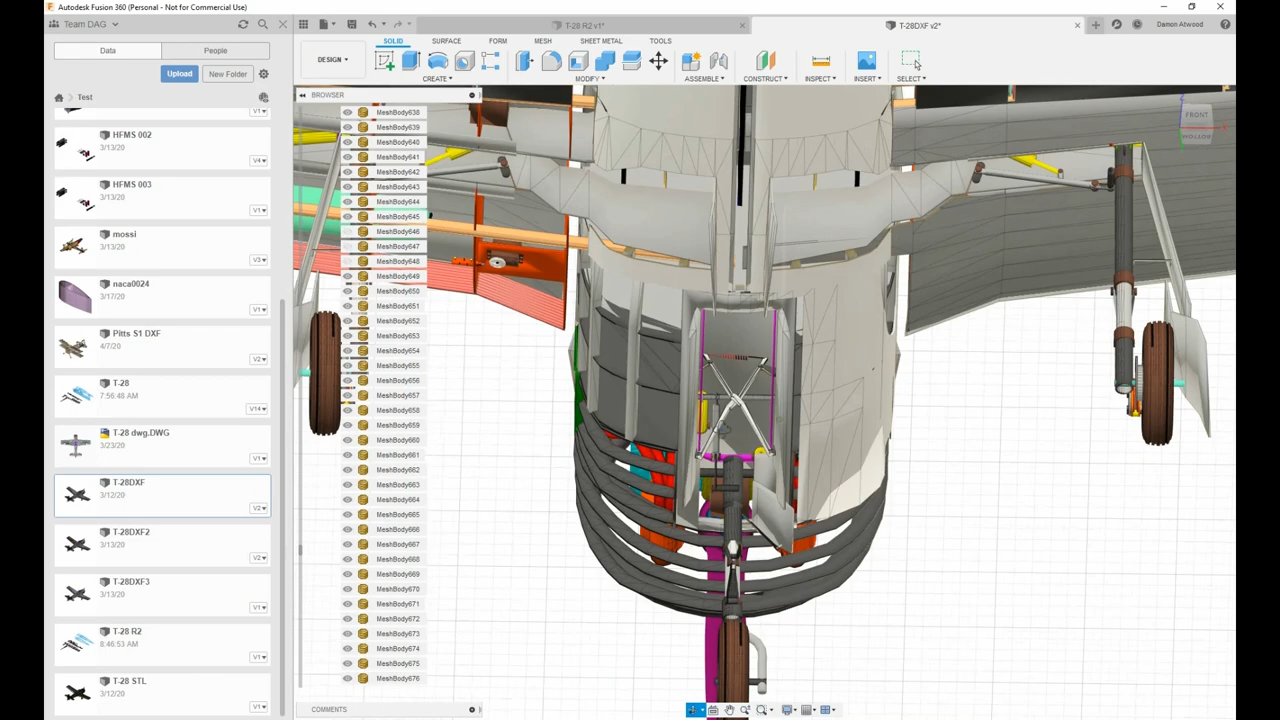 Autodesk Fusion 360 (Personal - Not for Commercial Use)
Team DAG
T-28 R2 v1*
T-28DXF v2*
Damon Atwood
Data
People
Upload
New Folder
Test
V1
HFMS 002
3/13/20
V4
HFMS 003
3/13/20
V1
mossi
3/13/20
V3
naca0024
3/17/20
V1
Pitts S1 DXF
4/7/20
V2
T-28
7:56:48 AM
V14
T-28 dwg.DWG
3/23/20
V1
T-28DXF
3/12/20
V2
T-28DXF2
3/13/20
V2
T-28DXF3
3/13/20
V1
T-28 R2
8:46:53 AM
V1
T-28 STL
3/12/20
V1
DESIGN
SOLID
SURFACE
FORM
MESH
SHEET METAL
TOOLS
CREATE
MODIFY
ASSEMBLE
CONSTRUCT
INSPECT
INSERT
SELECT
BROWSER
MeshBody638
MeshBody639
MeshBody640
MeshBody641
MeshBody642
MeshBody643
MeshBody644
MeshBody645
MeshBody646
MeshBody647
MeshBody648
MeshBody649
MeshBody650
MeshBody651
MeshBody652
MeshBody653
MeshBody654
MeshBody655
MeshBody656
MeshBody657
MeshBody658
MeshBody659
MeshBody660
MeshBody661
MeshBody662
MeshBody663
MeshBody664
MeshBody665
MeshBody666
MeshBody667
MeshBody668
MeshBody669
MeshBody670
MeshBody671
MeshBody672
MeshBody673
MeshBody674
MeshBody675
MeshBody676
COMMENTS
FRONT